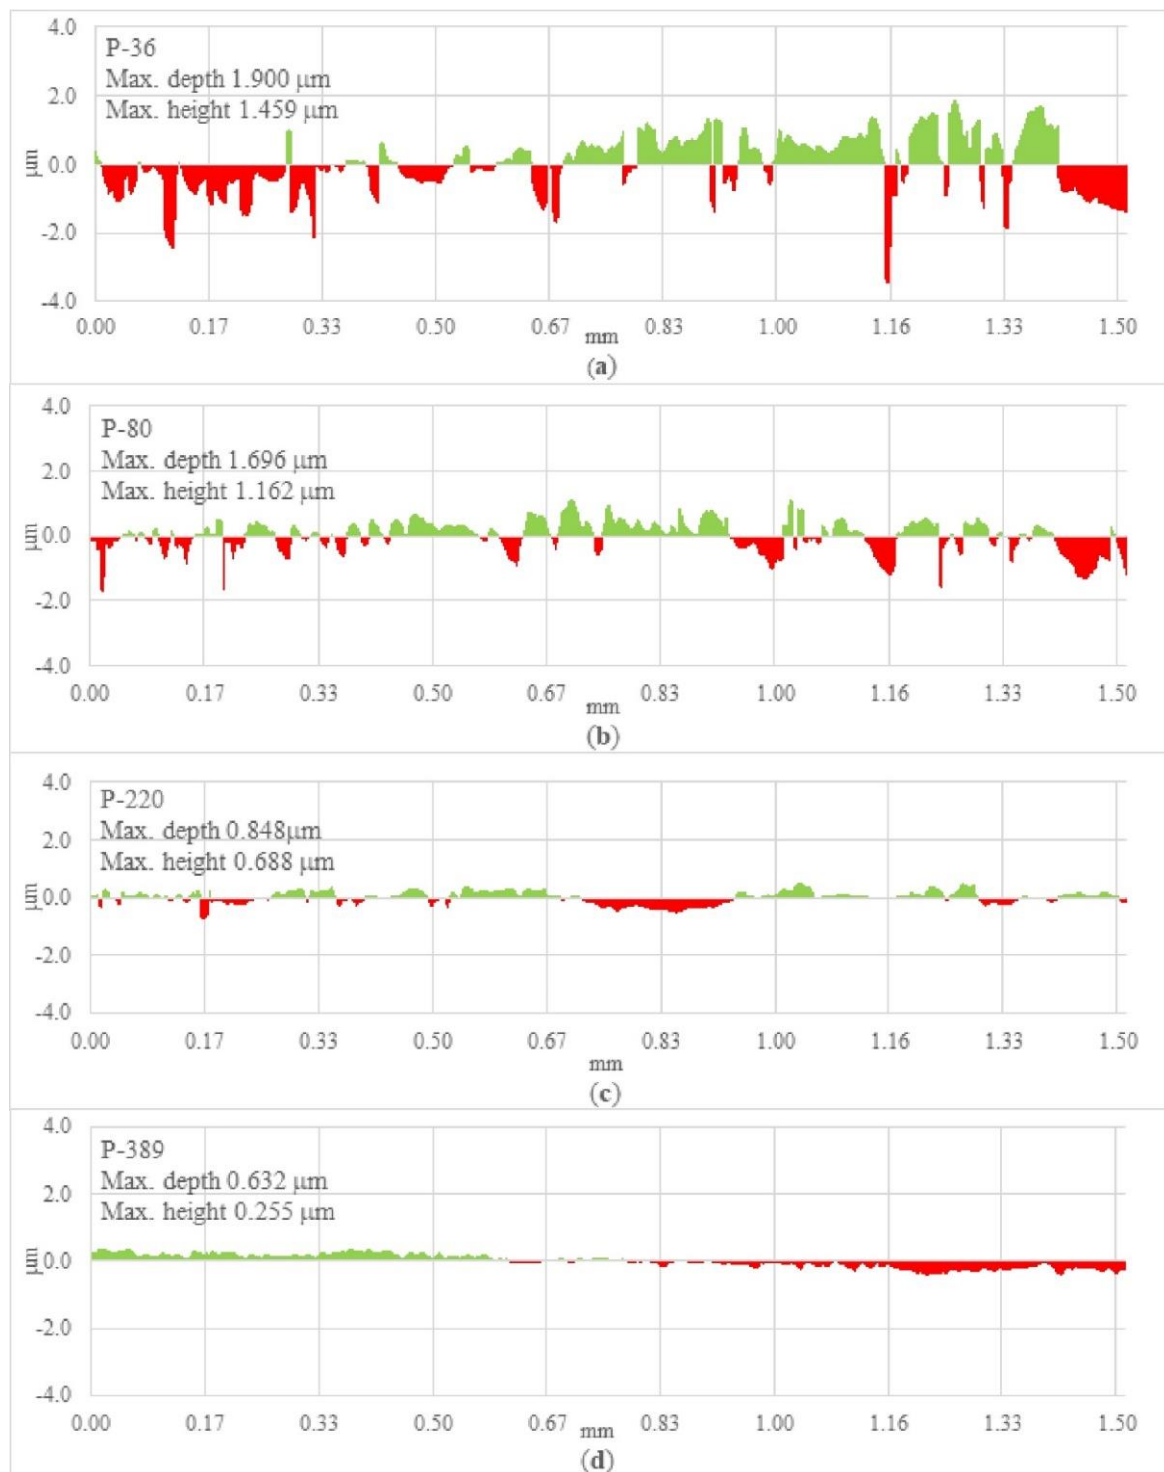 4.0
P-36
Max. depth 1.900 μm
2.0
Max. height 1.459 μm
μm
0.0
-2.0
-4.0
0.00 0.17 0.33 0.50 0.67 0.83 1.00 1.16 1.33 1.50
mm
(a)
4.0
P-80
Max. depth 1.696 μm
2.0
Max. height 1.162 μm
μm
0.0
-2.0
-4.0
0.00 0.17 0.33 0.50 0.67 0.83 1.00 1.16 1.33 1.50
mm
(b)
4.0
P-220
Max. depth 0.848μm
2.0
Max. height 0.688 μm
μm
0.0
-2.0
-4.0
0.00 0.17 0.33 0.50 0.67 0.83 1.00 1.16 1.33 1.50
mm
(c)
4.0
P-389
Max. depth 0.632 μm
2.0
Max. height 0.255 μm
μm
0.0
-2.0
-4.0
0.00 0.17 0.33 0.50 0.67 0.83 1.00 1.16 1.33 1.50
mm
(d)